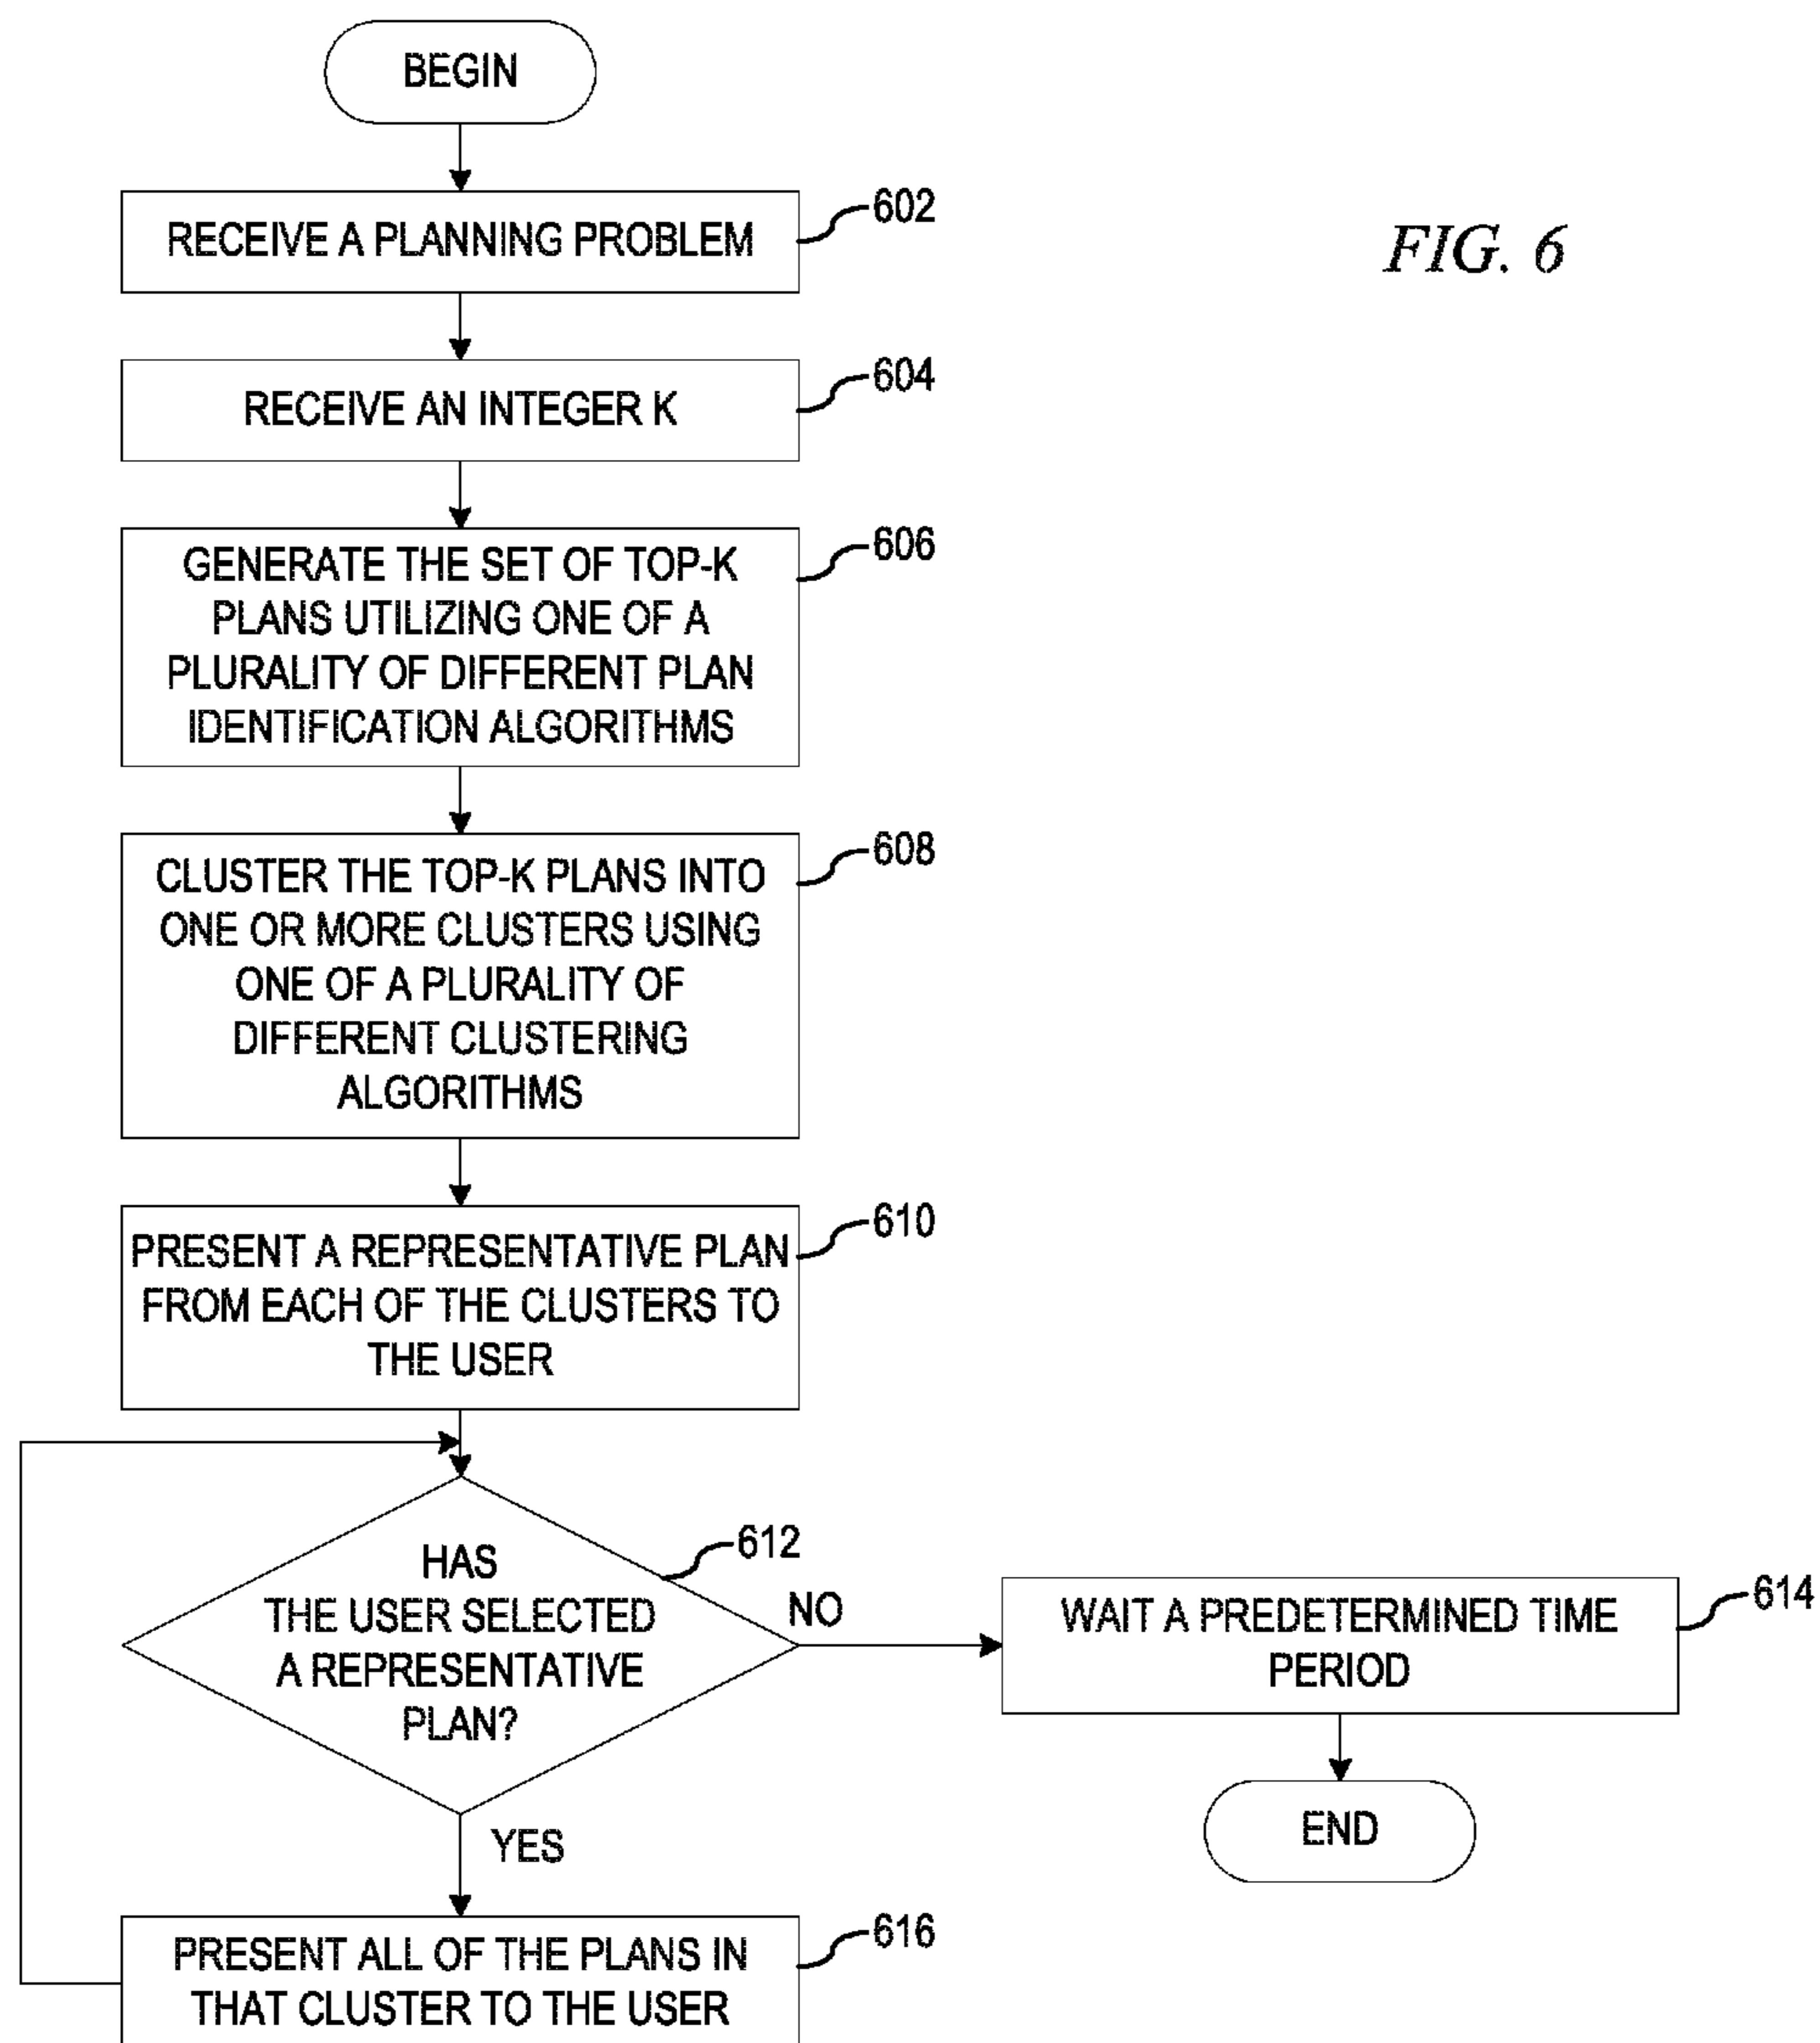 BEGIN
RECEIVE A PLANNING PROBLEM
602
FIG. 6
RECEIVE AN INTEGER K
604
GENERATE THE SET OF TOP-K
PLANS UTILIZING ONE OF A
PLURALITY OF DIFFERENT PLAN
IDENTIFICATION ALGORITHMS
606
CLUSTER THE TOP-K PLANS INTO
ONE OR MORE CLUSTERS USING
ONE OF A PLURALITY OF
DIFFERENT CLUSTERING
ALGORITHMS
608
PRESENT A REPRESENTATIVE PLAN
FROM EACH OF THE CLUSTERS TO
THE USER
610
HAS
THE USER SELECTED
A REPRESENTATIVE
PLAN?
612
NO
WAIT A PREDETERMINED TIME
PERIOD
614
END
YES
PRESENT ALL OF THE PLANS IN
THAT CLUSTER TO THE USER
616